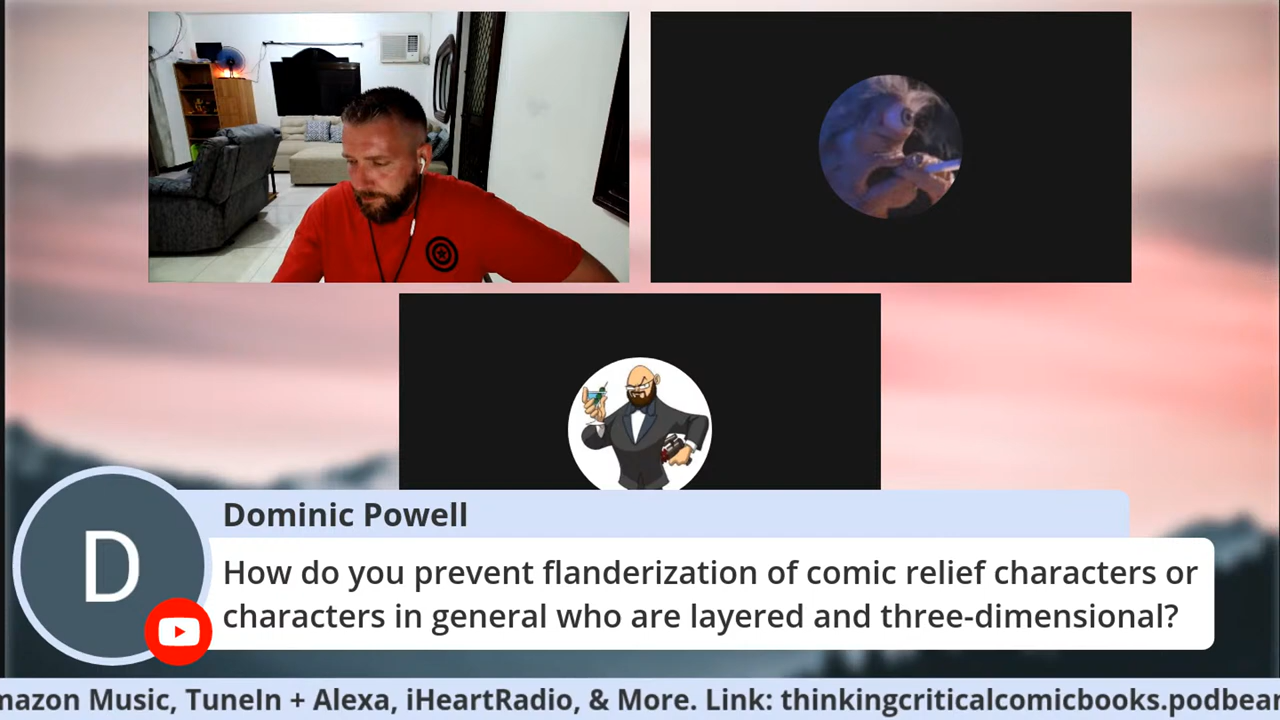 D
Dominic Powell
How do you prevent flanderization of comic relief characters or
characters in general who are layered and three-dimensional?
mazon Music, TuneIn + Alexa, iHeartRadio, & More. Link: thinkingcriticalcomicbooks.podbean